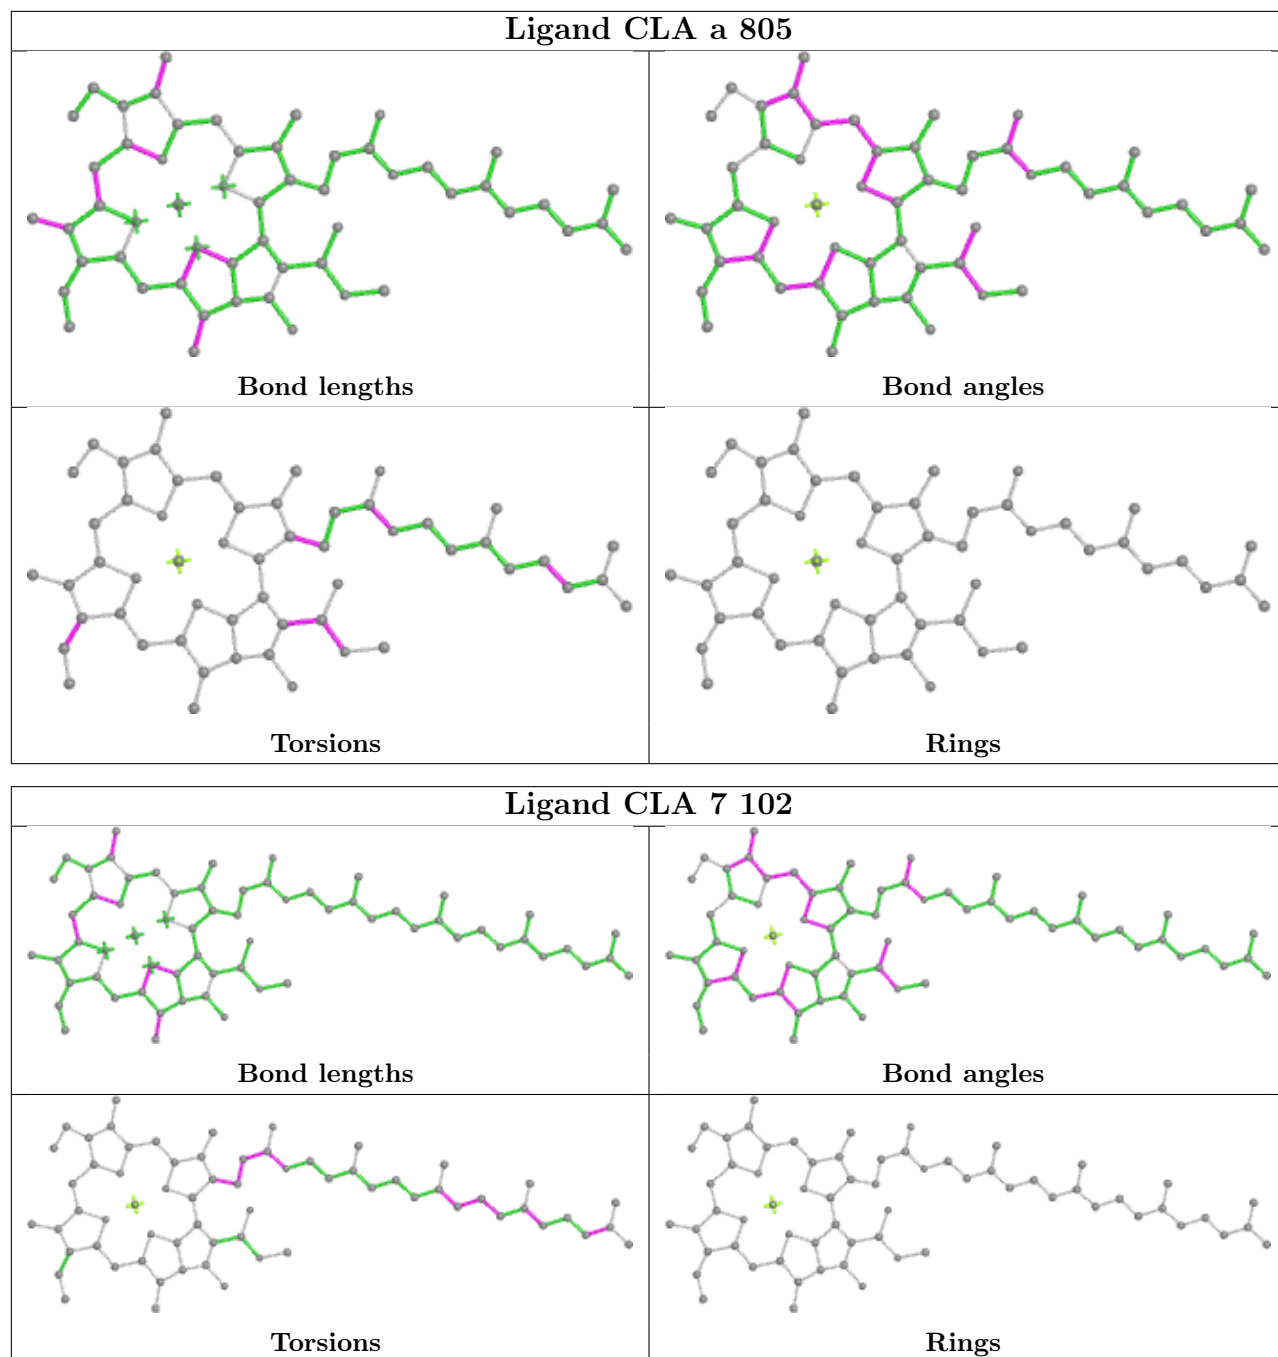 Ligand CLA a 805
Bond lengths
Bond angles
Torsions
Rings
Ligand CLA 7 102
Bond lengths
Bond angles
Torsions
Rings